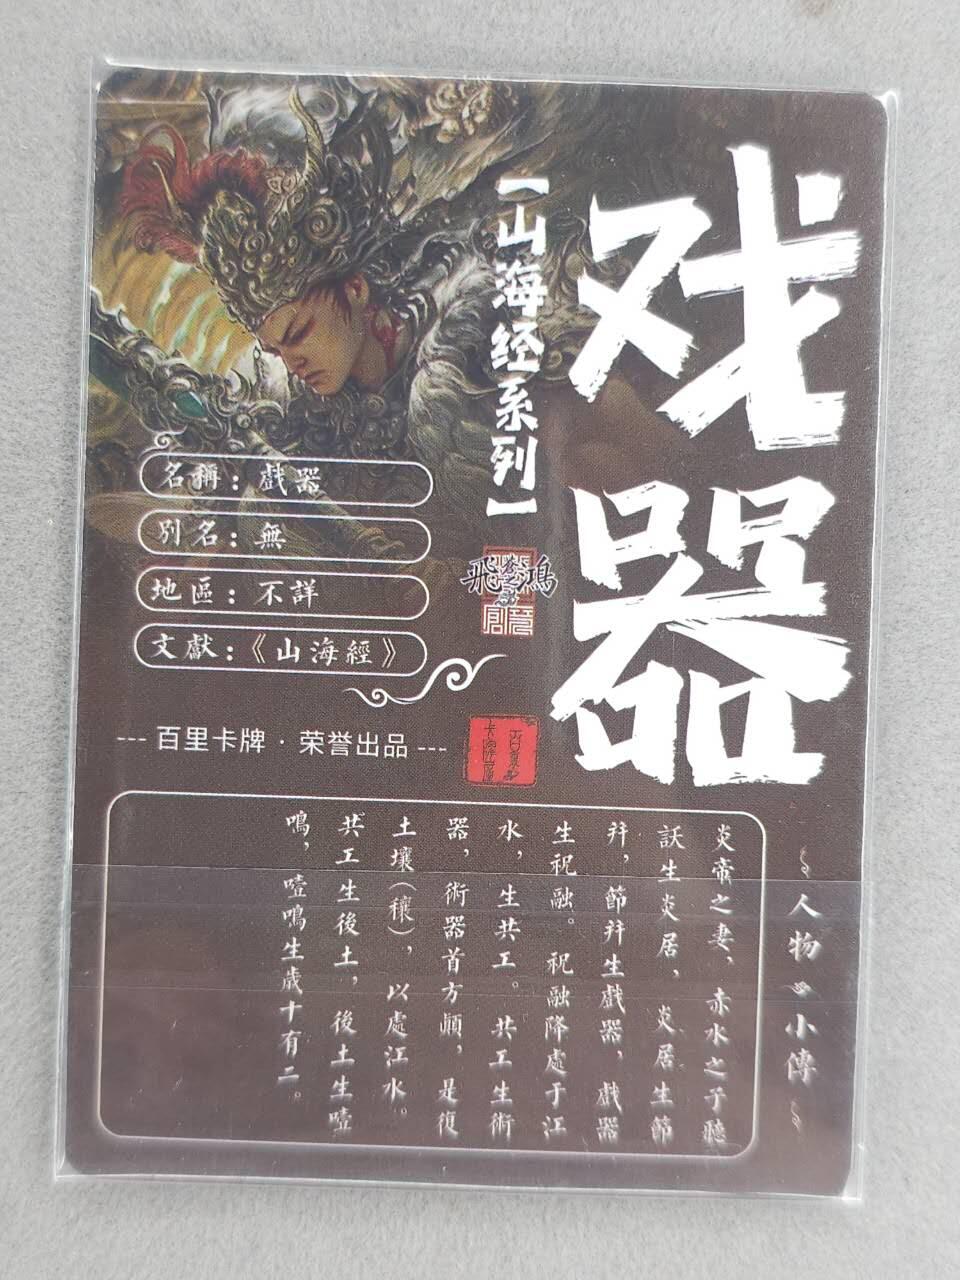 戏器
【山海经系列】
名稱：戲器
別名：無
地區：不詳
文獻：《山海經》
飛鴻
--- 百里卡牌 · 荣誉出品 ---
人物小傳
炎帝之妻，赤水之子聽
訞生炎居，炎居生節
并，節并生戲器，戲器
生祝融。祝融降處于江
水，生共工。共工生術
器，術器首方顛，是復
土壤（穰），以處江水。
共工生後土，後土生噎
鳴，噎鳴生歲十有二。